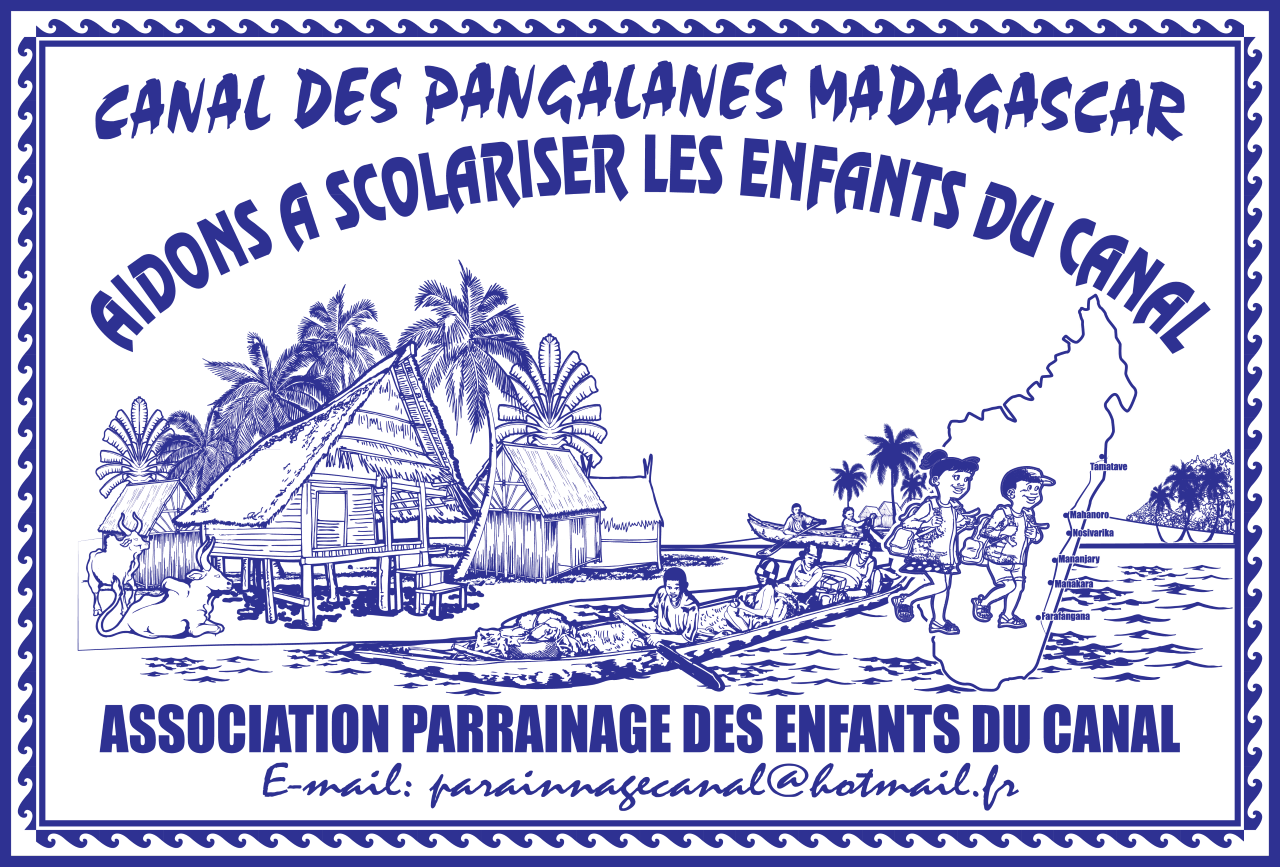 CANAL DES PANGALANES MADAGASCAR
AIDONS A SCOLARISER LES ENFANTS DU CANAL
Tamatave
Mahanoro
Nosivarika
Mananjary
Manakara
Farafangana
ASSOCIATION PARRAINAGE DES ENFANTS DU CANAL
E-mail: parainnagecanal@hotmail.fr